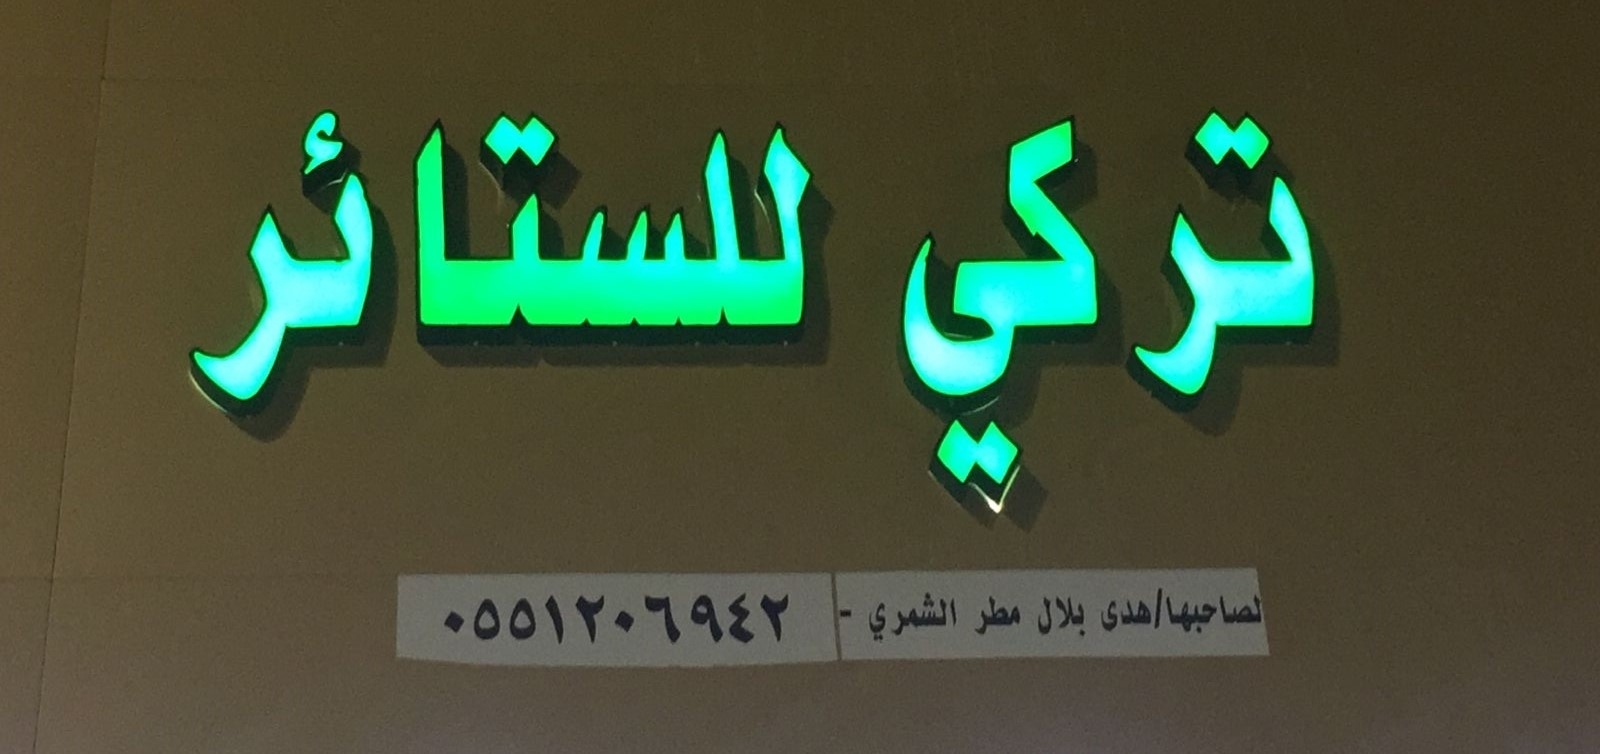 تركي للستائر
لصاحبها/هدى بلال مطر الشمري - ٠٥٥١٢٠٦٩٤٢